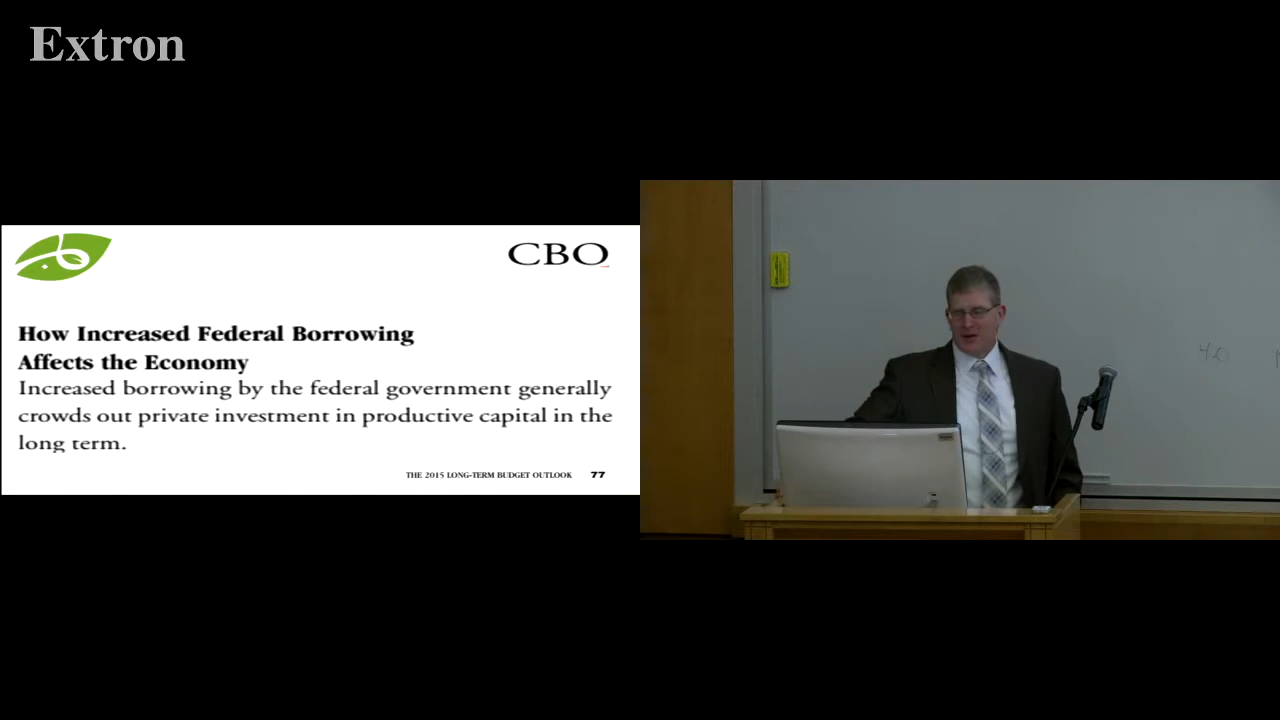 Extron
CBO
How Increased Federal Borrowing
Affects the Economy
Increased borrowing by the federal government generally
crowds out private investment in productive capital in the
long term.
THE 2015 LONG-TERM BUDGET OUTLOOK 77
40